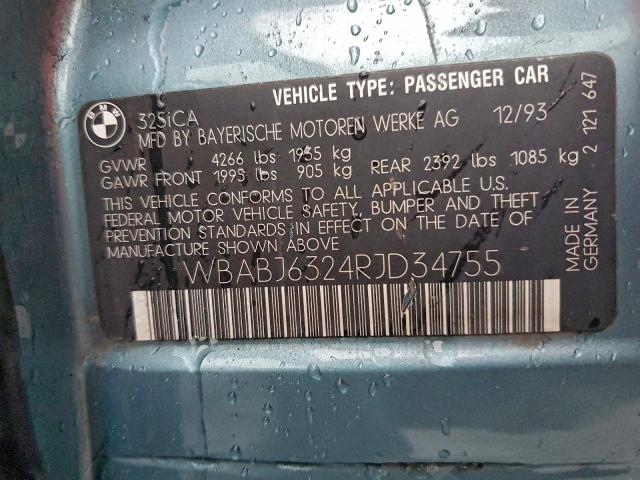 VEHICLE TYPE: PASSENGER CAR
BMW
325iCA
MFD BY BAYERISCHE MOTOREN WERKE AG 12/93
GVWR 4266 lbs 1935 kg
GAWR FRONT 1995 lbs 905 kg REAR 2392 lbs 1085 kg
THIS VEHICLE CONFORMS TO ALL APPLICABLE U.S.
FEDERAL MOTOR VEHICLE SAFETY, BUMPER AND THEFT
PREVENTION STANDARDS IN EFFECT ON THE DATE OF
MANUFACTURE SHOWN ABOVE
WBABJ6324RJD34755
MADE IN 2 121 647
GERMANY